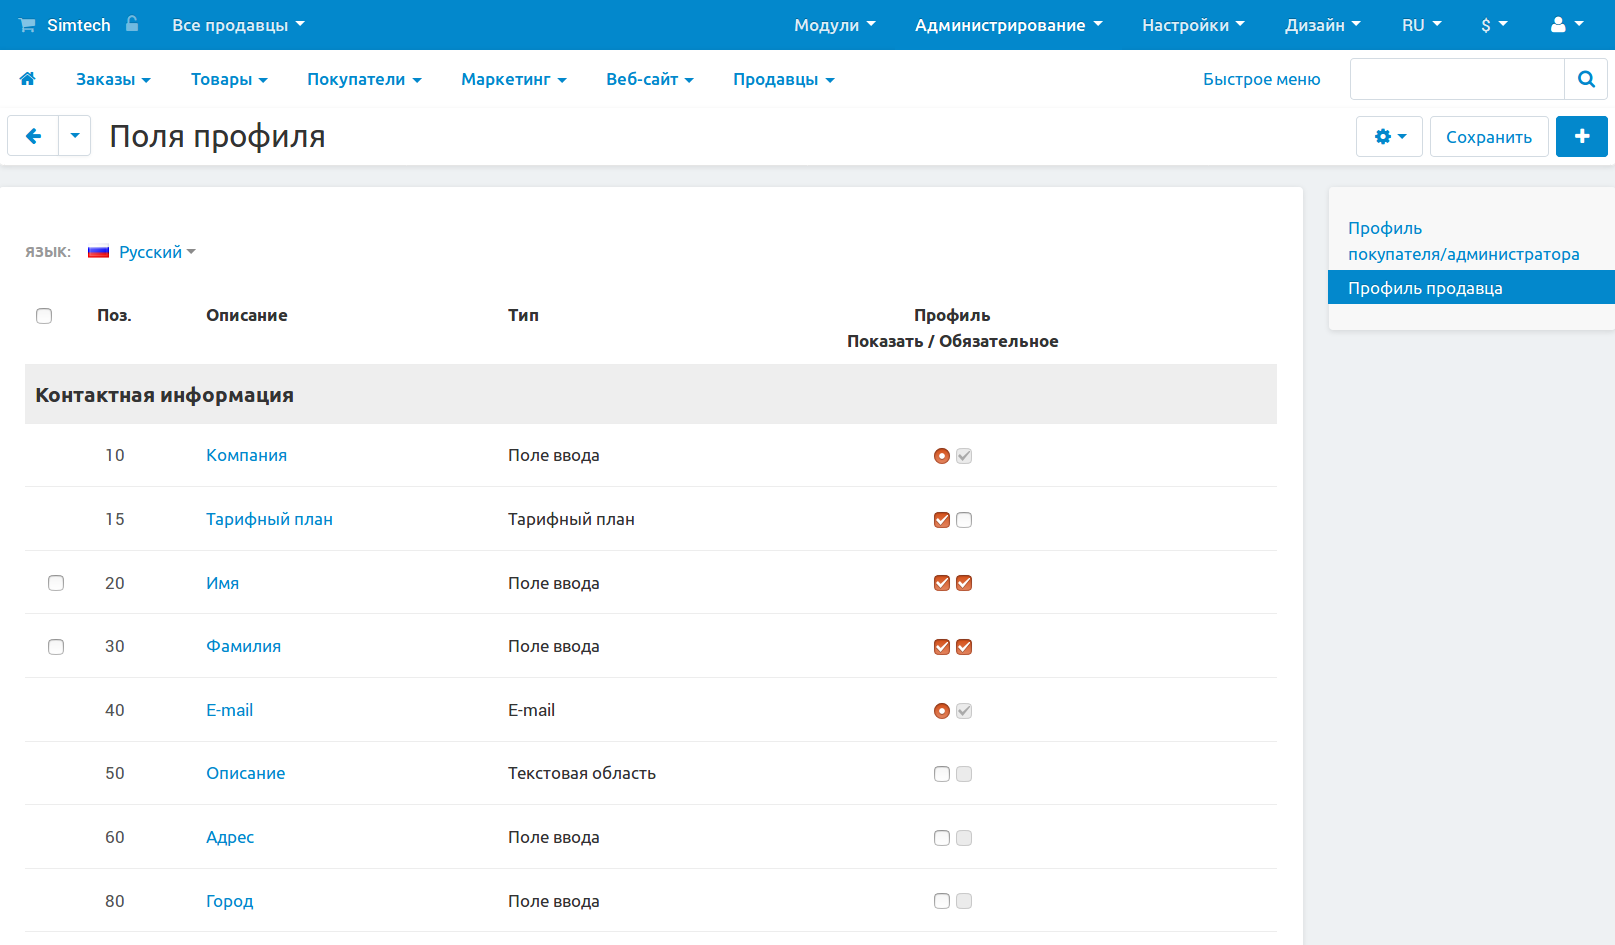 Simtech Все продавцы Модули Администрирование Настройки Дизайн RU $
Заказы Товары Покупатели Маркетинг Веб-сайт Продавцы Быстрое меню
Поля профиля Сохранить
Профиль
покупателя/администратора
Профиль продавца
ЯЗЫК: Русский
Поз. Описание Тип Профиль
Показать / Обязательное
Контактная информация
10 Компания Поле ввода
15 Тарифный план Тарифный план
20 Имя Поле ввода
30 Фамилия Поле ввода
40 E-mail E-mail
50 Описание Текстовая область
60 Адрес Поле ввода
80 Город Поле ввода